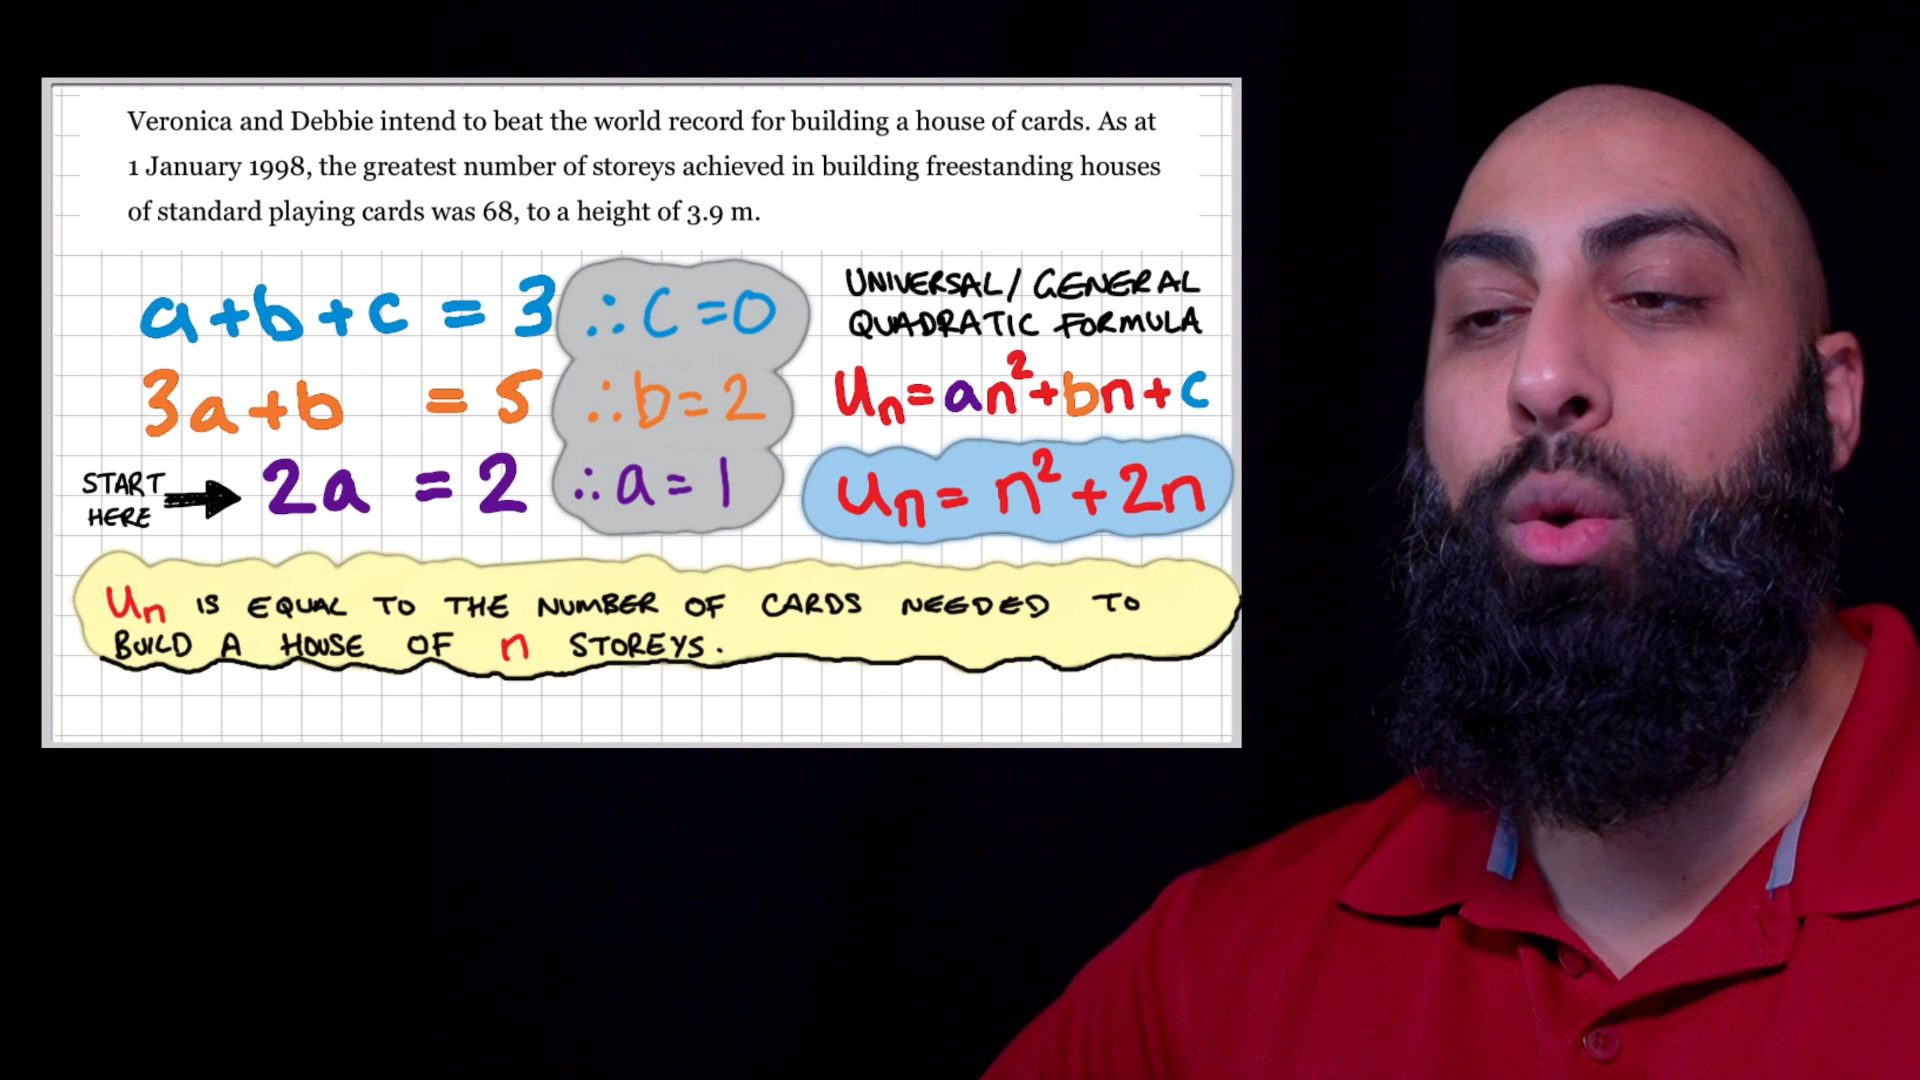 Veronica and Debbie intend to beat the world record for building a house of cards. As at
1 January 1998, the greatest number of storeys achieved in building freestanding houses
of standard playing cards was 68, to a height of 3.9 m.
a+b+c = 3 ∴ c = 0
3a+b = 5 ∴ b = 2
START HERE → 2a = 2 ∴ a = 1
UNIVERSAL/GENERAL
QUADRATIC FORMULA
Uₙ = an²+bn+c
Uₙ = n²+2n
Uₙ IS EQUAL TO THE NUMBER OF CARDS NEEDED TO
BUILD A HOUSE OF n STOREYS.